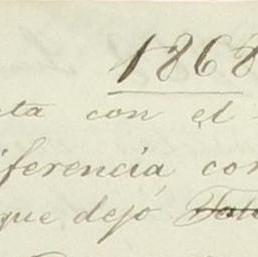 1868
ta con el
iferencia con
que dejó